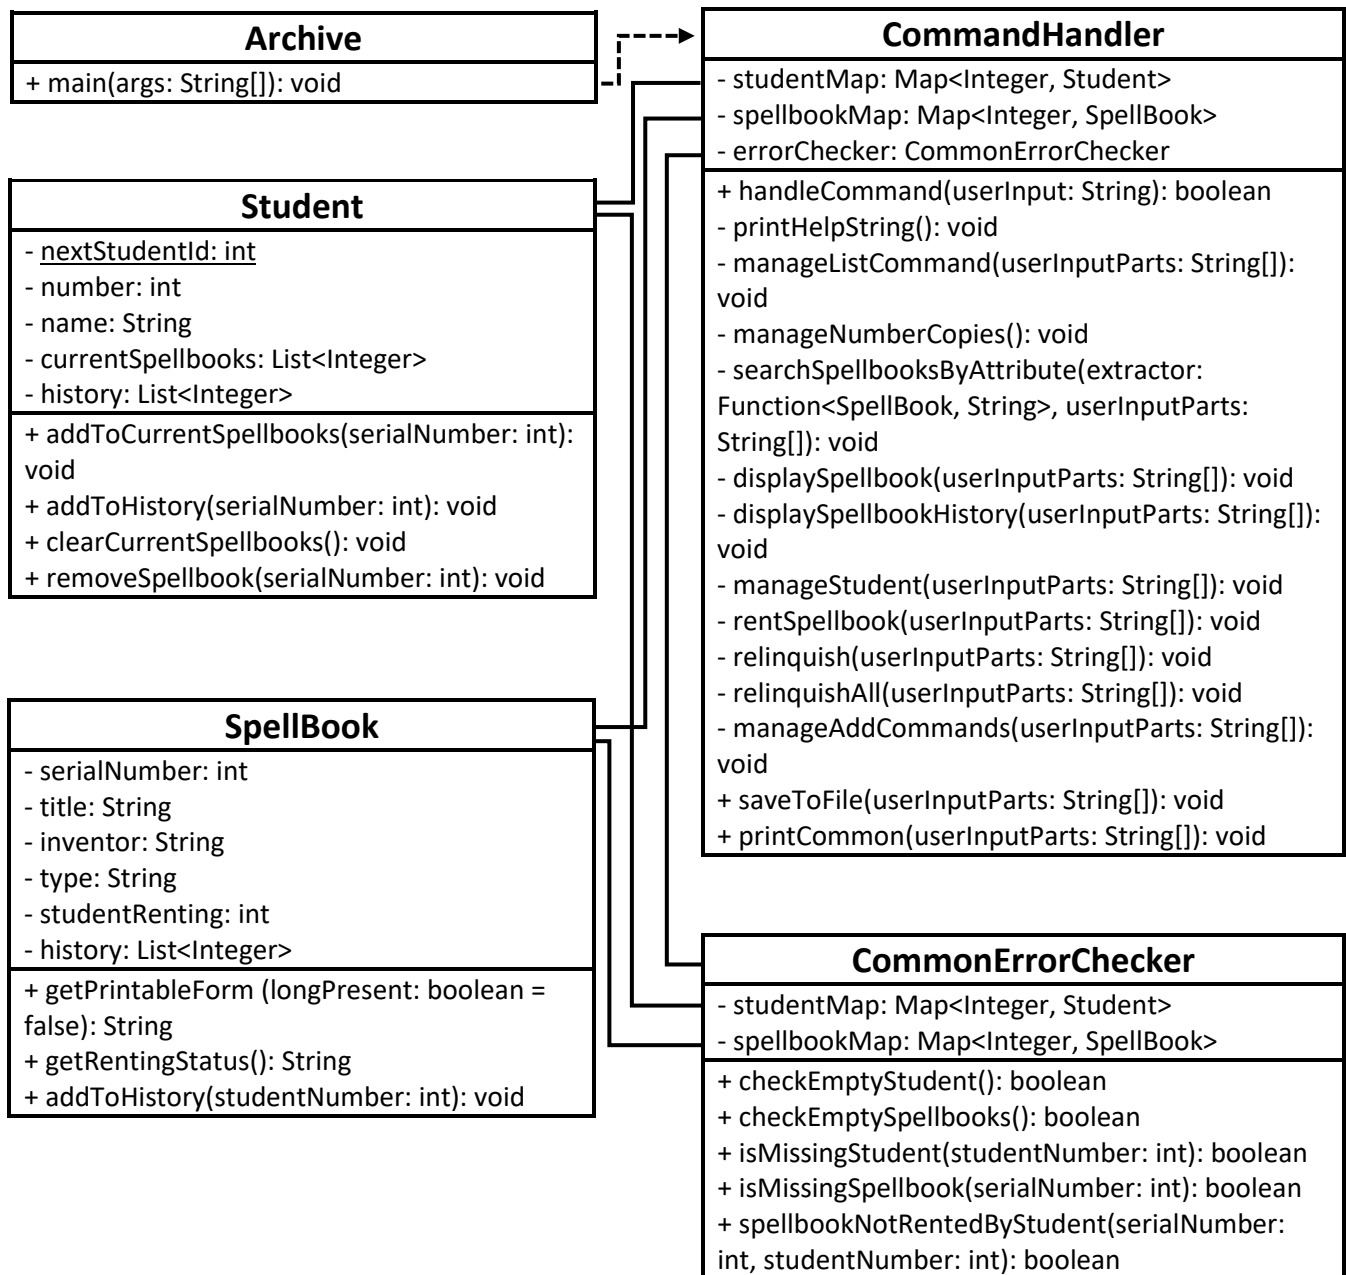 Archive
+ main(args: String[]): void
Student
- nextStudentId: int
- number: int
- name: String
- currentSpellbooks: List<Integer>
- history: List<Integer>
+ addToCurrentSpellbooks(serialNumber: int):
void
+ addToHistory(serialNumber: int): void
+ clearCurrentSpellbooks(): void
+ removeSpellbook(serialNumber: int): void
SpellBook
- serialNumber: int
- title: String
- inventor: String
- type: String
- studentRenting: int
- history: List<Integer>
+ getPrintableForm (longPresent: boolean =
false): String
+ getRentingStatus(): String
+ addToHistory(studentNumber: int): void
CommandHandler
- studentMap: Map<Integer, Student>
- spellbookMap: Map<Integer, SpellBook>
- errorChecker: CommonErrorChecker
+ handleCommand(userInput: String): boolean
- printHelpString(): void
- manageListCommand(userInputParts: String[]):
void
- manageNumberCopies(): void
- searchSpellbooksByAttribute(extractor:
Function<SpellBook, String>, userInputParts:
String[]): void
- displaySpellbook(userInputParts: String[]): void
- displaySpellbookHistory(userInputParts: String[]):
void
- manageStudent(userInputParts: String[]): void
- rentSpellbook(userInputParts: String[]): void
- relinquish(userInputParts: String[]): void
- relinquishAll(userInputParts: String[]): void
- manageAddCommands(userInputParts: String[]):
void
+ saveToFile(userInputParts: String[]): void
+ printCommon(userInputParts: String[]): void
CommonErrorChecker
- studentMap: Map<Integer, Student>
- spellbookMap: Map<Integer, SpellBook>
+ checkEmptyStudent(): boolean
+ checkEmptySpellbooks(): boolean
+ isMissingStudent(studentNumber: int): boolean
+ isMissingSpellbook(serialNumber: int): boolean
+ spellbookNotRentedByStudent(serialNumber:
int, studentNumber: int): boolean